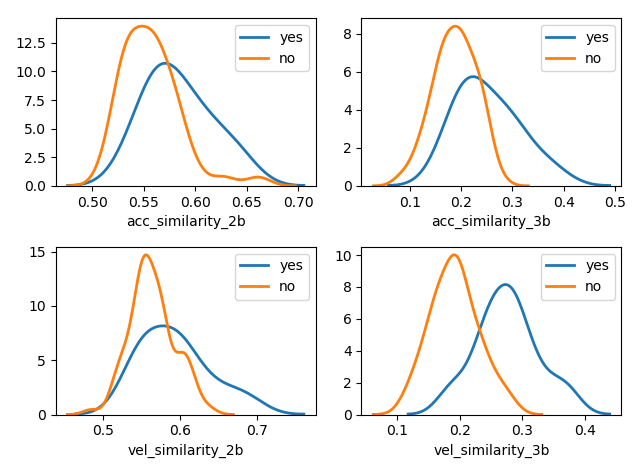 12.5
10.0
7.5
5.0
2.5
0.0
0.50 0.55 0.60 0.65 0.70
acc_similarity_2b
yes
no
8
6
4
2
0
0.1 0.2 0.3 0.4 0.5
acc_similarity_3b
yes
no
15
10
5
0
0.5 0.6 0.7
vel_similarity_2b
yes
no
10
8
6
4
2
0
0.1 0.2 0.3 0.4
vel_similarity_3b
yes
no